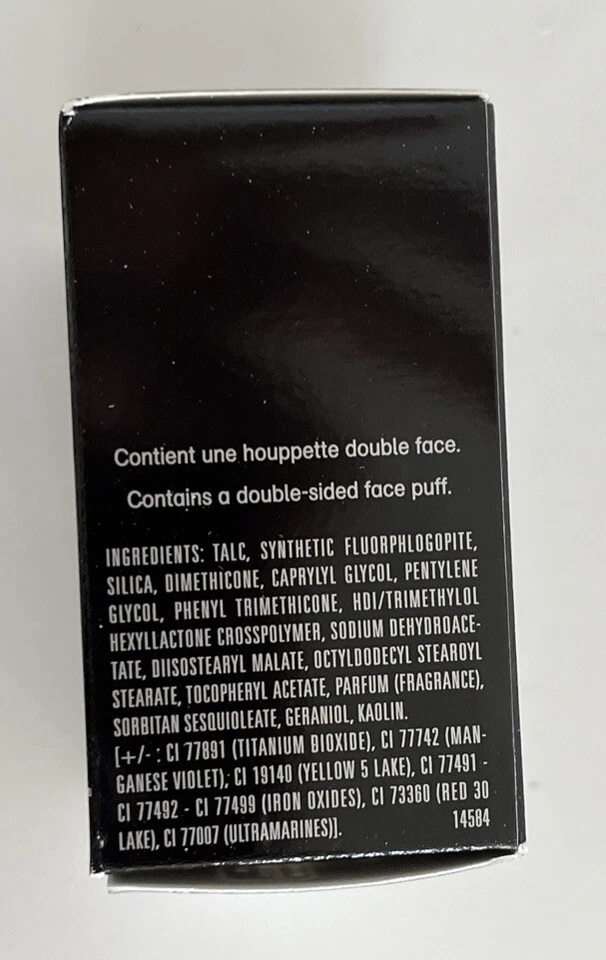 Contient une houppette double face.
Contains a double-sided face puff.
INGREDIENTS: TALC, SYNTHETIC FLUORPHLOGOPITE,
SILICA, DIMETHICONE, CAPRYLYL GLYCOL, PENTYLENE
GLYCOL, PHENYL TRIMETHICONE, HDI/TRIMETHYLOL
HEXYLLACTONE CROSSPOLYMER, SODIUM DEHYDROACE-
TATE, DIISOSTEARYL MALATE, OCTYLDODECYL STEAROYL
STEARATE, TOCOPHERYL ACETATE, PARFUM (FRAGRANCE),
SORBITAN SESQUIOLEATE, GERANIOL, KAOLIN.
[+/- : CI 77891 (TITANIUM BIOXIDE), CI 77742 (MAN-
GANESE VIOLET), CI 19140 (YELLOW 5 LAKE), CI 77491 -
CI 77492 - CI 77499 (IRON OXIDES), CI 73360 (RED 30
LAKE), CI 77007 (ULTRAMARINES)].
14584